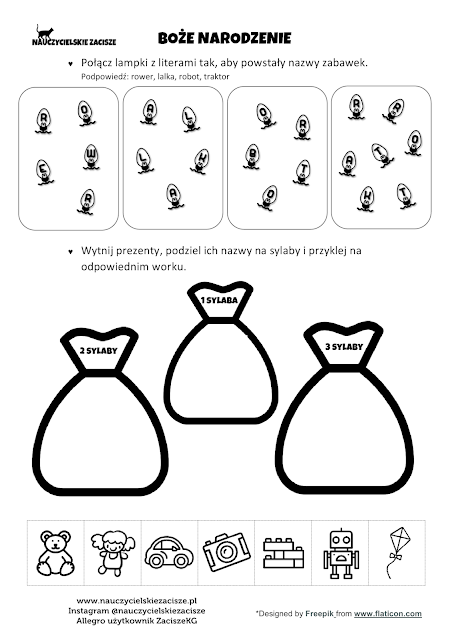 NAUCZYCIELSKIE ZACISZE
BOŻE NARODZENIE
♥ Połącz lampki z literami tak, aby powstały nazwy zabawek.
Podpowiedź: rower, lalka, robot, traktor
R O W E R
A L L K A
O R B T O
R R O T A K T
♥ Wytnij prezenty, podziel ich nazwy na sylaby i przyklej na
odpowiednim worku.
1 SYLABA
2 SYLABY
3 SYLABY
www.nauczycielskiezacisze.pl
Instagram @nauczycielskiezacisze
Allegro użytkownik ZaciszeKG
*Designed by Freepik from www.flaticon.com